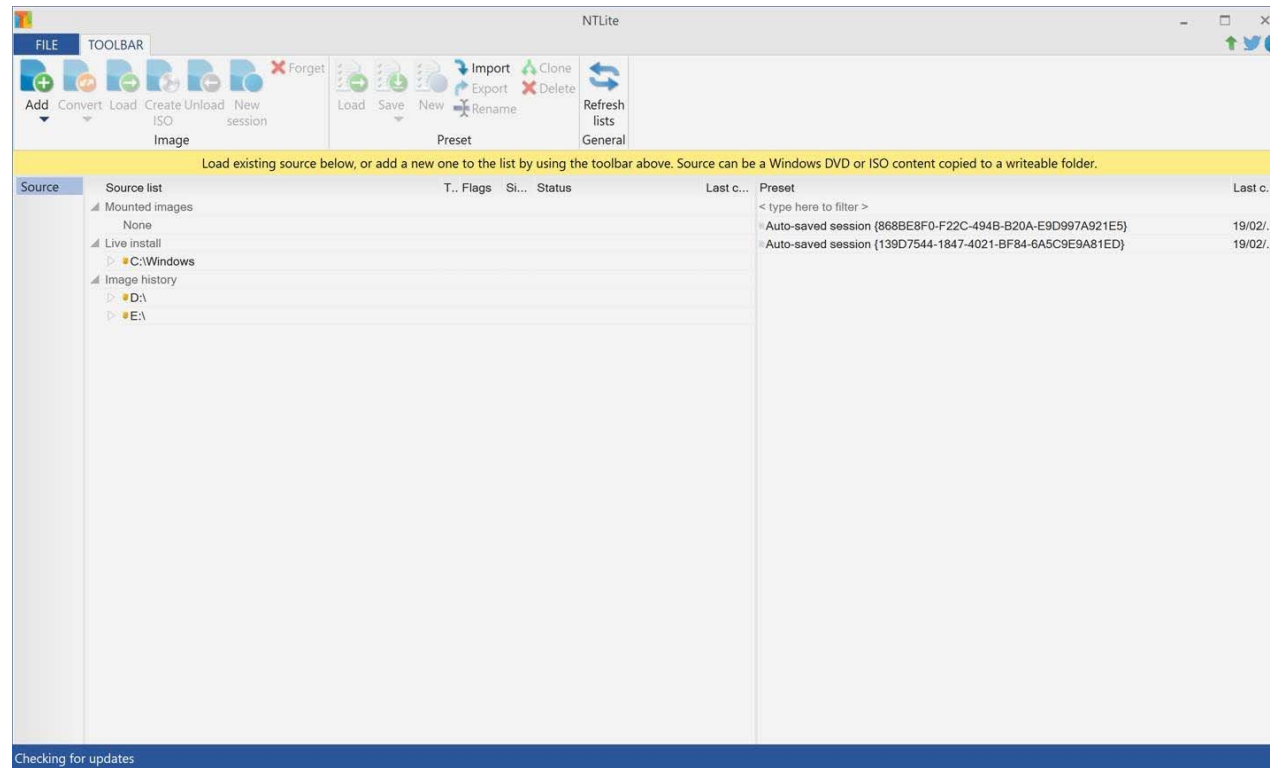 NTLite
FILE TOOLBAR
Add Convert Load Create ISO Unload New session Forget
Image
Load Save New Import Export Rename Clone Delete
Preset
Refresh lists
General
Load existing source below, or add a new one to the list by using the toolbar above. Source can be a Windows DVD or ISO content copied to a writeable folder.
Source
Source list T.. Flags Si... Status Last c...
Mounted images
None
Live install
C:\Windows
Image history
D:\
E:\
Preset Last c.
< type here to filter >
Auto-saved session {868BE8F0-F22C-494B-B20A-E9D997A921E5} 19/02/.
Auto-saved session {139D7544-1847-4021-BF84-6A5C9E9A81ED} 19/02/.
Checking for updates